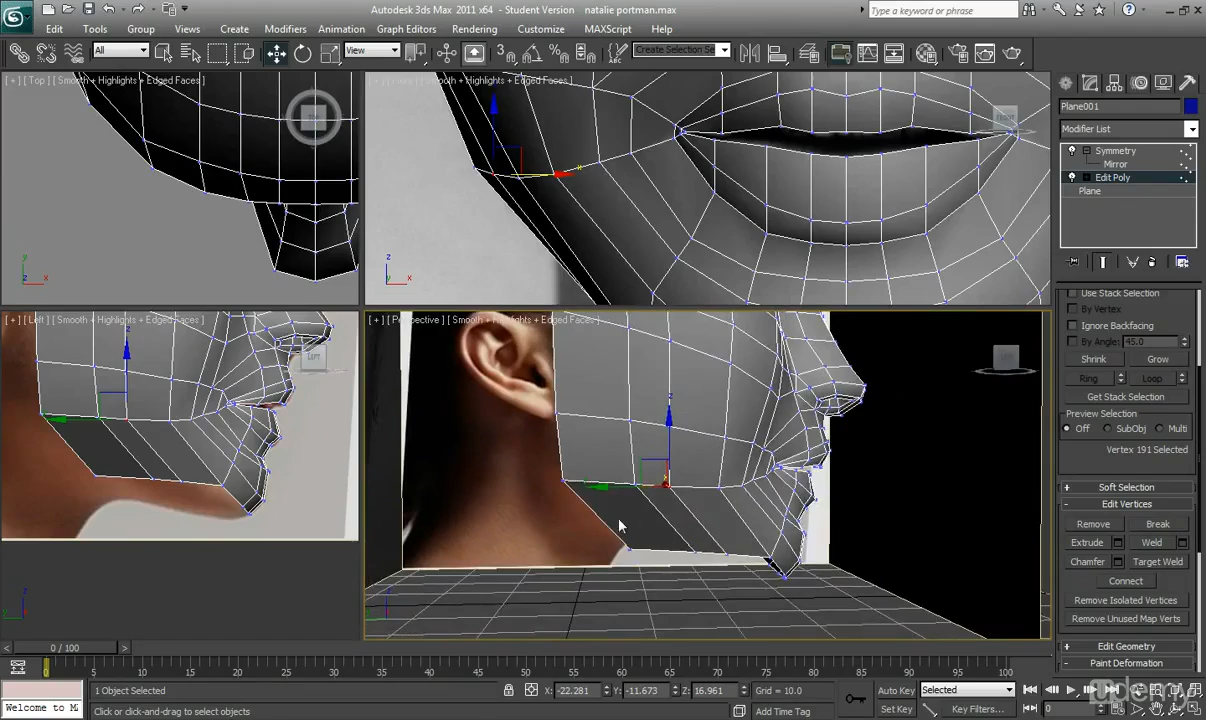 Autodesk 3ds Max 2011 x64 - Student Version natalie portman.max
Type a keyword or phrase
Edit Tools Group Views Create Modifiers Animation Graph Editors Rendering Customize MAXScript Help
All View Create Selection Se
[ + ] [ Top ] [ Smooth + Highlights + Edged Faces ]
Plane001
Modifier List
Symmetry
Mirror
Edit Poly
Plane
[ + ] [ Left ] [ Smooth + Highlights + Edged Faces ]
[ + ] [ Perspective ] [ Smooth + Highlights + Edged Faces ]
LEFT
Use Stack Selection
By Vertex
Ignore Backfacing
By Angle: 45.0
Shrink Grow
Ring Loop
Get Stack Selection
Preview Selection
Off SubObj Multi
Vertex 191 Selected
Soft Selection
Edit Vertices
Remove Break
Extrude Weld
Chamfer Target Weld
Connect
Remove Isolated Vertices
Remove Unused Map Verts
Edit Geometry
Paint Deformation
0 / 100
0 5 10 15 20 25 30 35 40 45 50 55 60 65 70 75 80 85 90 95 100
1 Object Selected X: -22.281 Y: -11.673 Z: 16.961 Grid = 10.0 Auto Key Selected
Welcome to M Click or click-and-drag to select objects Add Time Tag Set Key Key Filters... 0
udemy